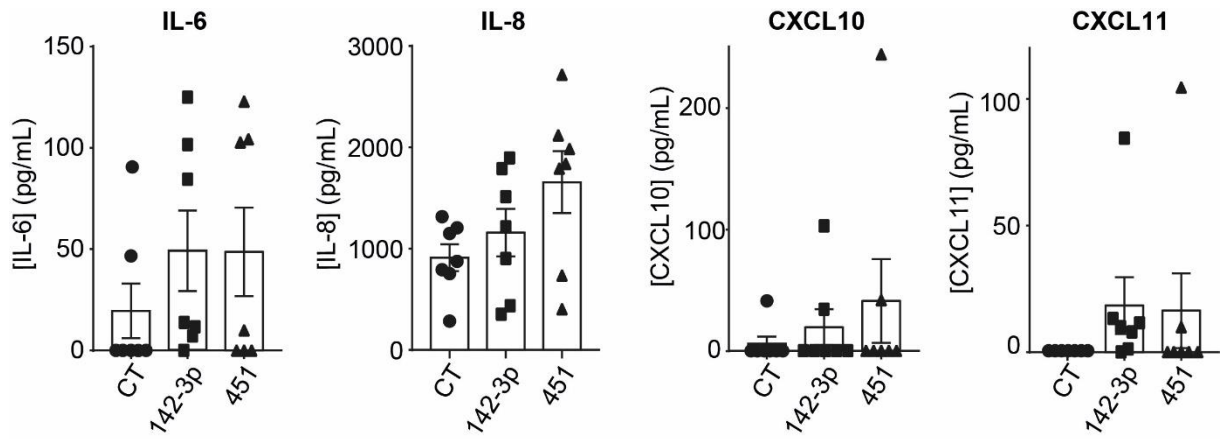 IL-6
[IL-6] (pg/mL)
150
100
50
0
CT
142-3p
451
IL-8
[IL-8] (pg/mL)
3000
2000
1000
0
CT
142-3p
451
CXCL10
[CXCL10] (pg/mL)
200
100
0
CT
142-3p
451
CXCL11
[CXCL11] (pg/mL)
100
50
0
CT
142-3p
451